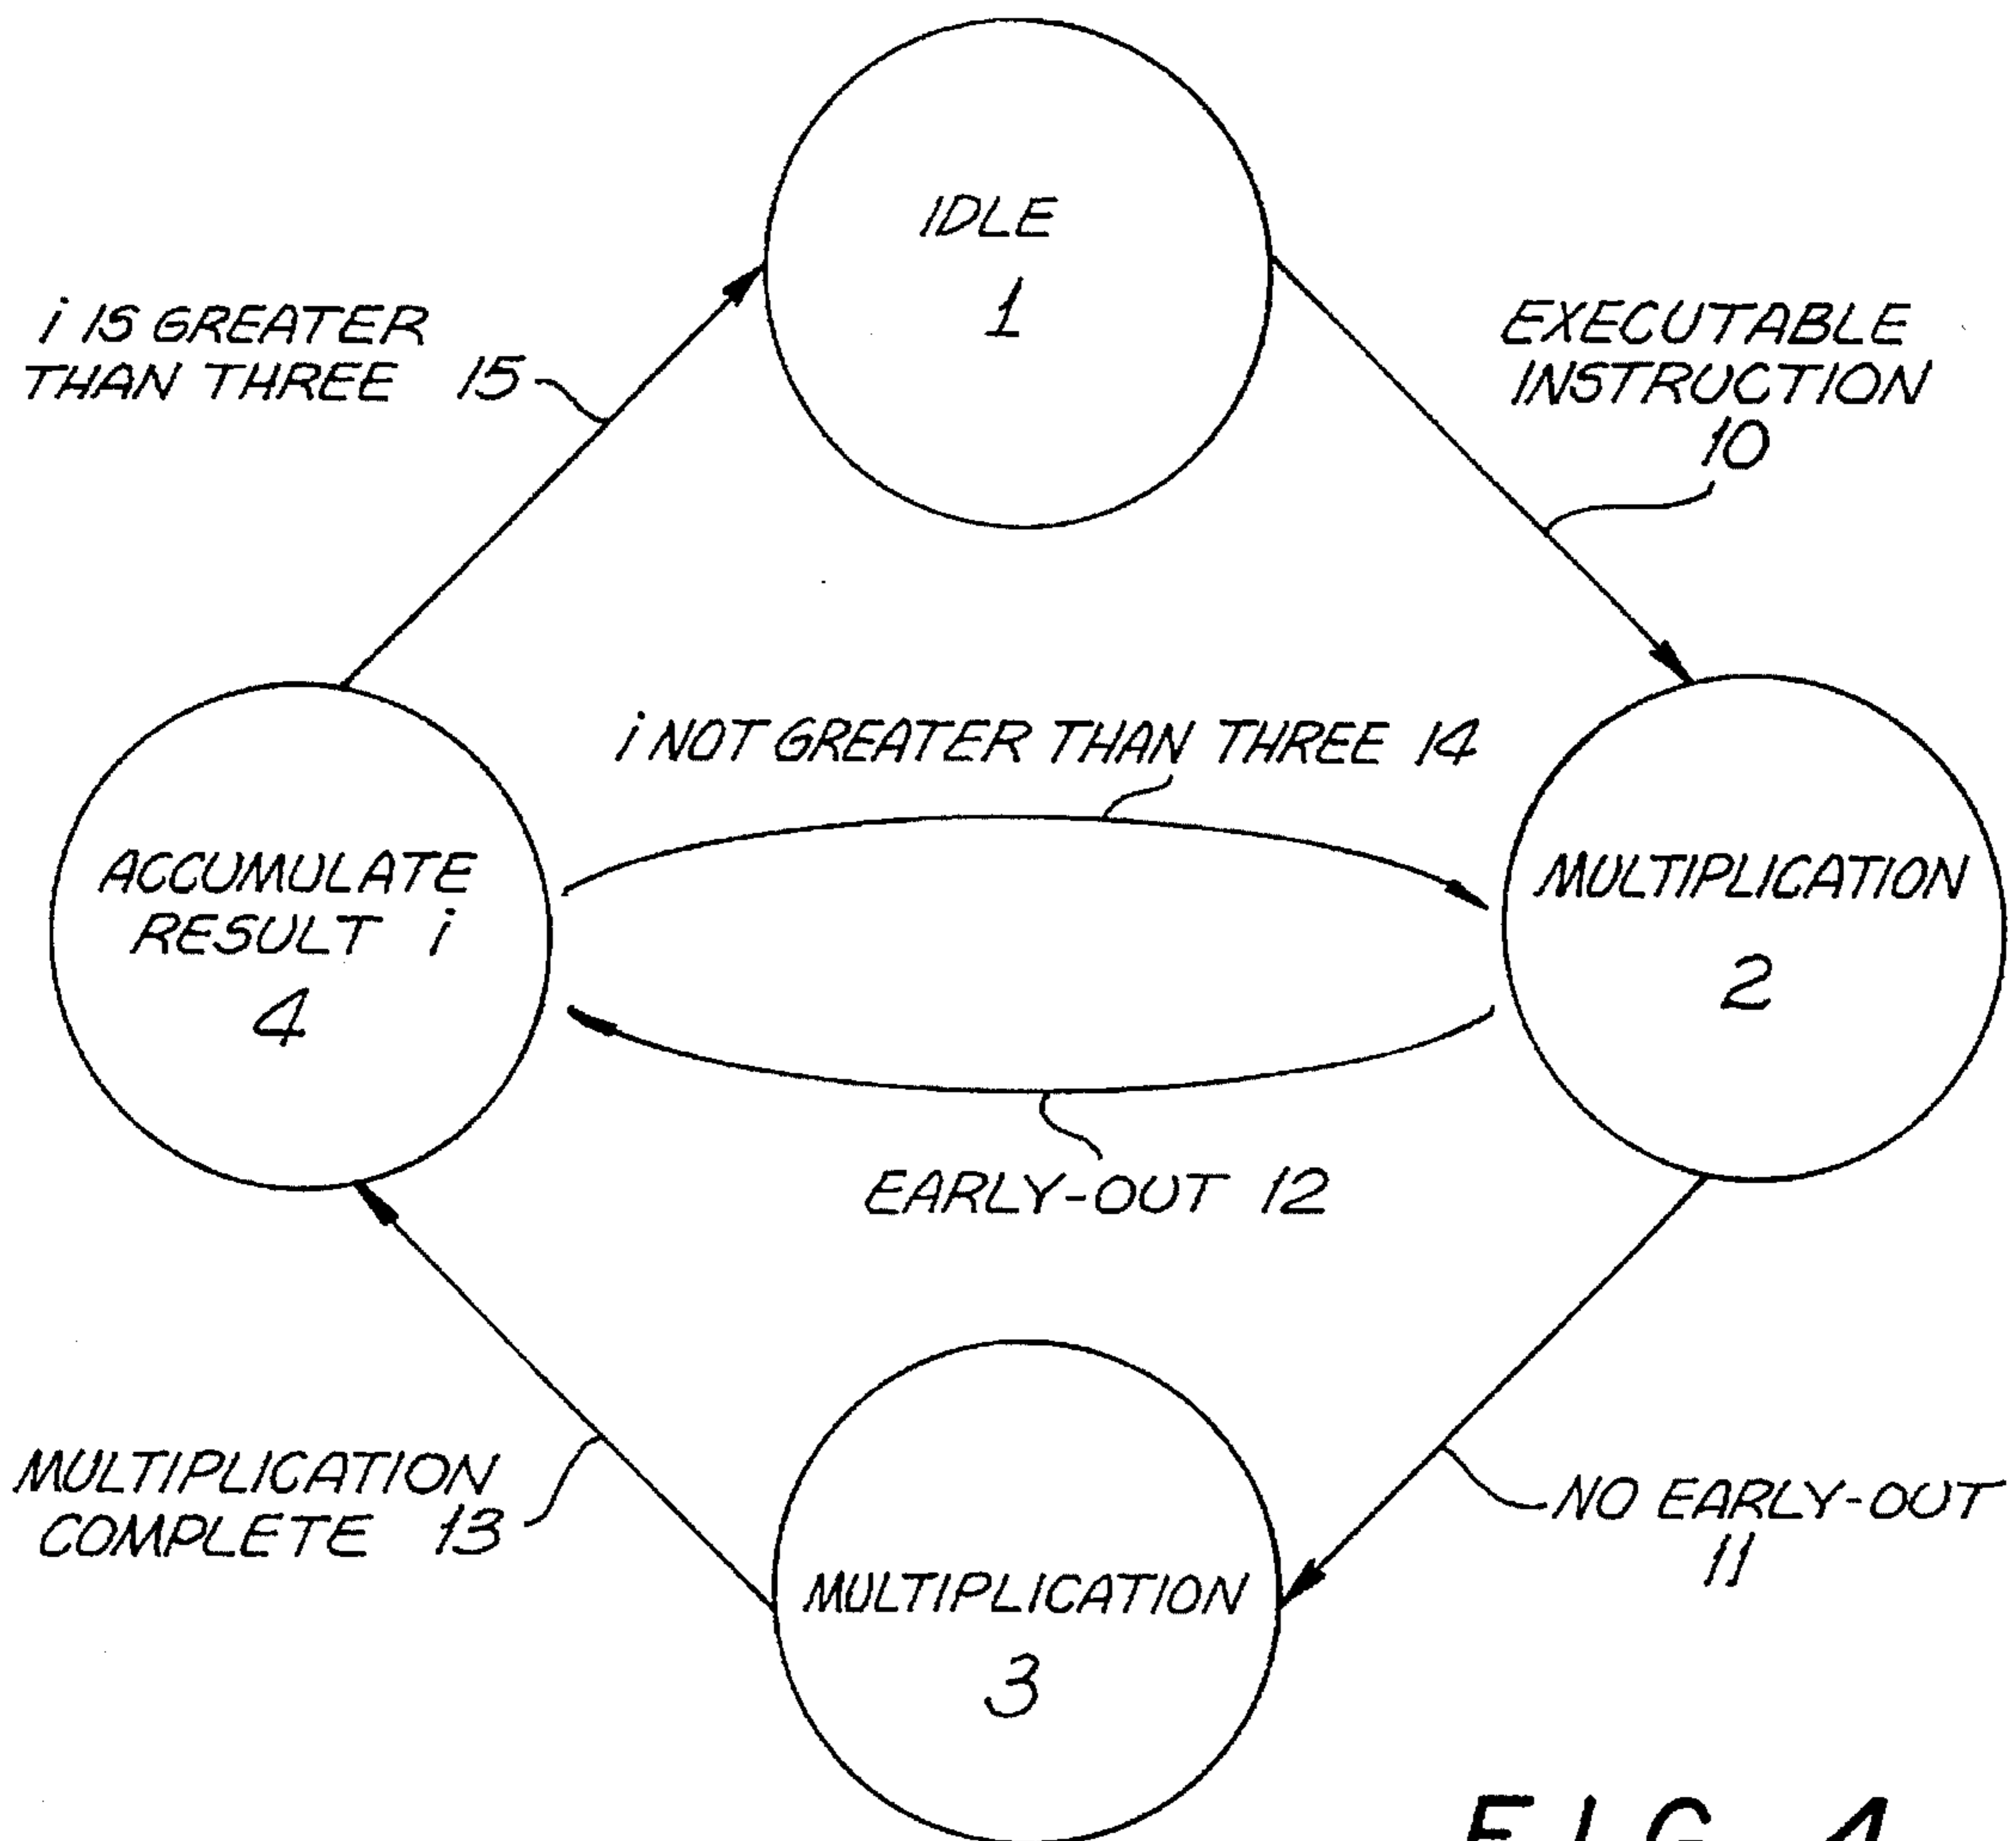 IDLE
1
i IS GREATER
THAN THREE 15
EXECUTABLE
INSTRUCTION
10
i NOT GREATER THAN THREE 14
ACCUMULATE
RESULT i
4
MULTIPLICATION
2
EARLY-OUT 12
MULTIPLICATION
COMPLETE 13
NO EARLY-OUT
11
MULTIPLICATION
3